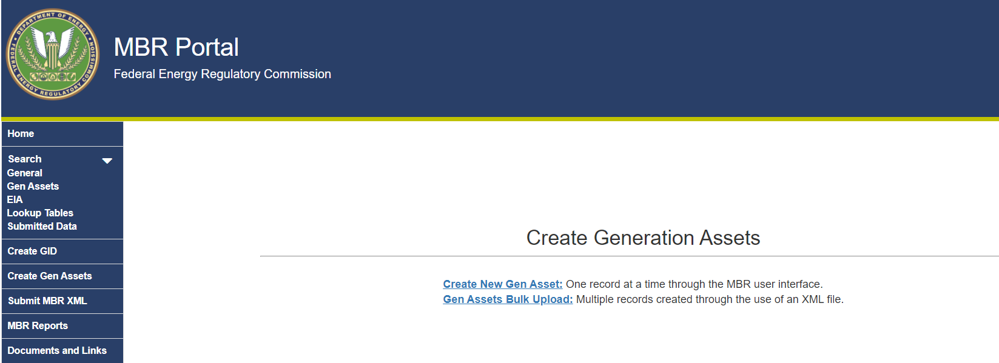 DEPARTMENT OF ENERGY
FEDERAL ENERGY REGULATORY COMMISSION
MBR Portal
Federal Energy Regulatory Commission
Home
Search
General
Gen Assets
EIA
Lookup Tables
Submitted Data
Create GID
Create Gen Assets
Submit MBR XML
MBR Reports
Documents and Links
Create Generation Assets
Create New Gen Asset: One record at a time through the MBR user interface.
Gen Assets Bulk Upload: Multiple records created through the use of an XML file.